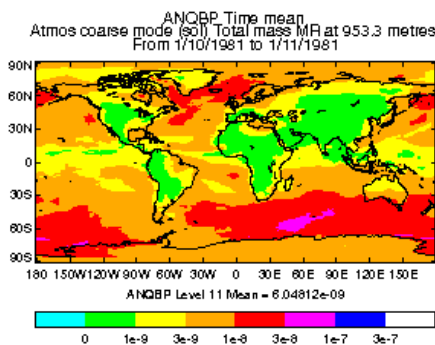 ANQBP Time mean
Atmos coarse mode (sol) Total mass MR at 953.3 metres
From 1/10/1981 to 1/11/1981
90N
60N
30N
0
30S
60S
90S
180 150W 120W 90W 60W 30W 0 30E 60E 90E 120E 150E
ANQBP Level 11 Mean = 6.04812e-09
0 1e-9 3e-9 1e-8 3e-8 1e-7 3e-7